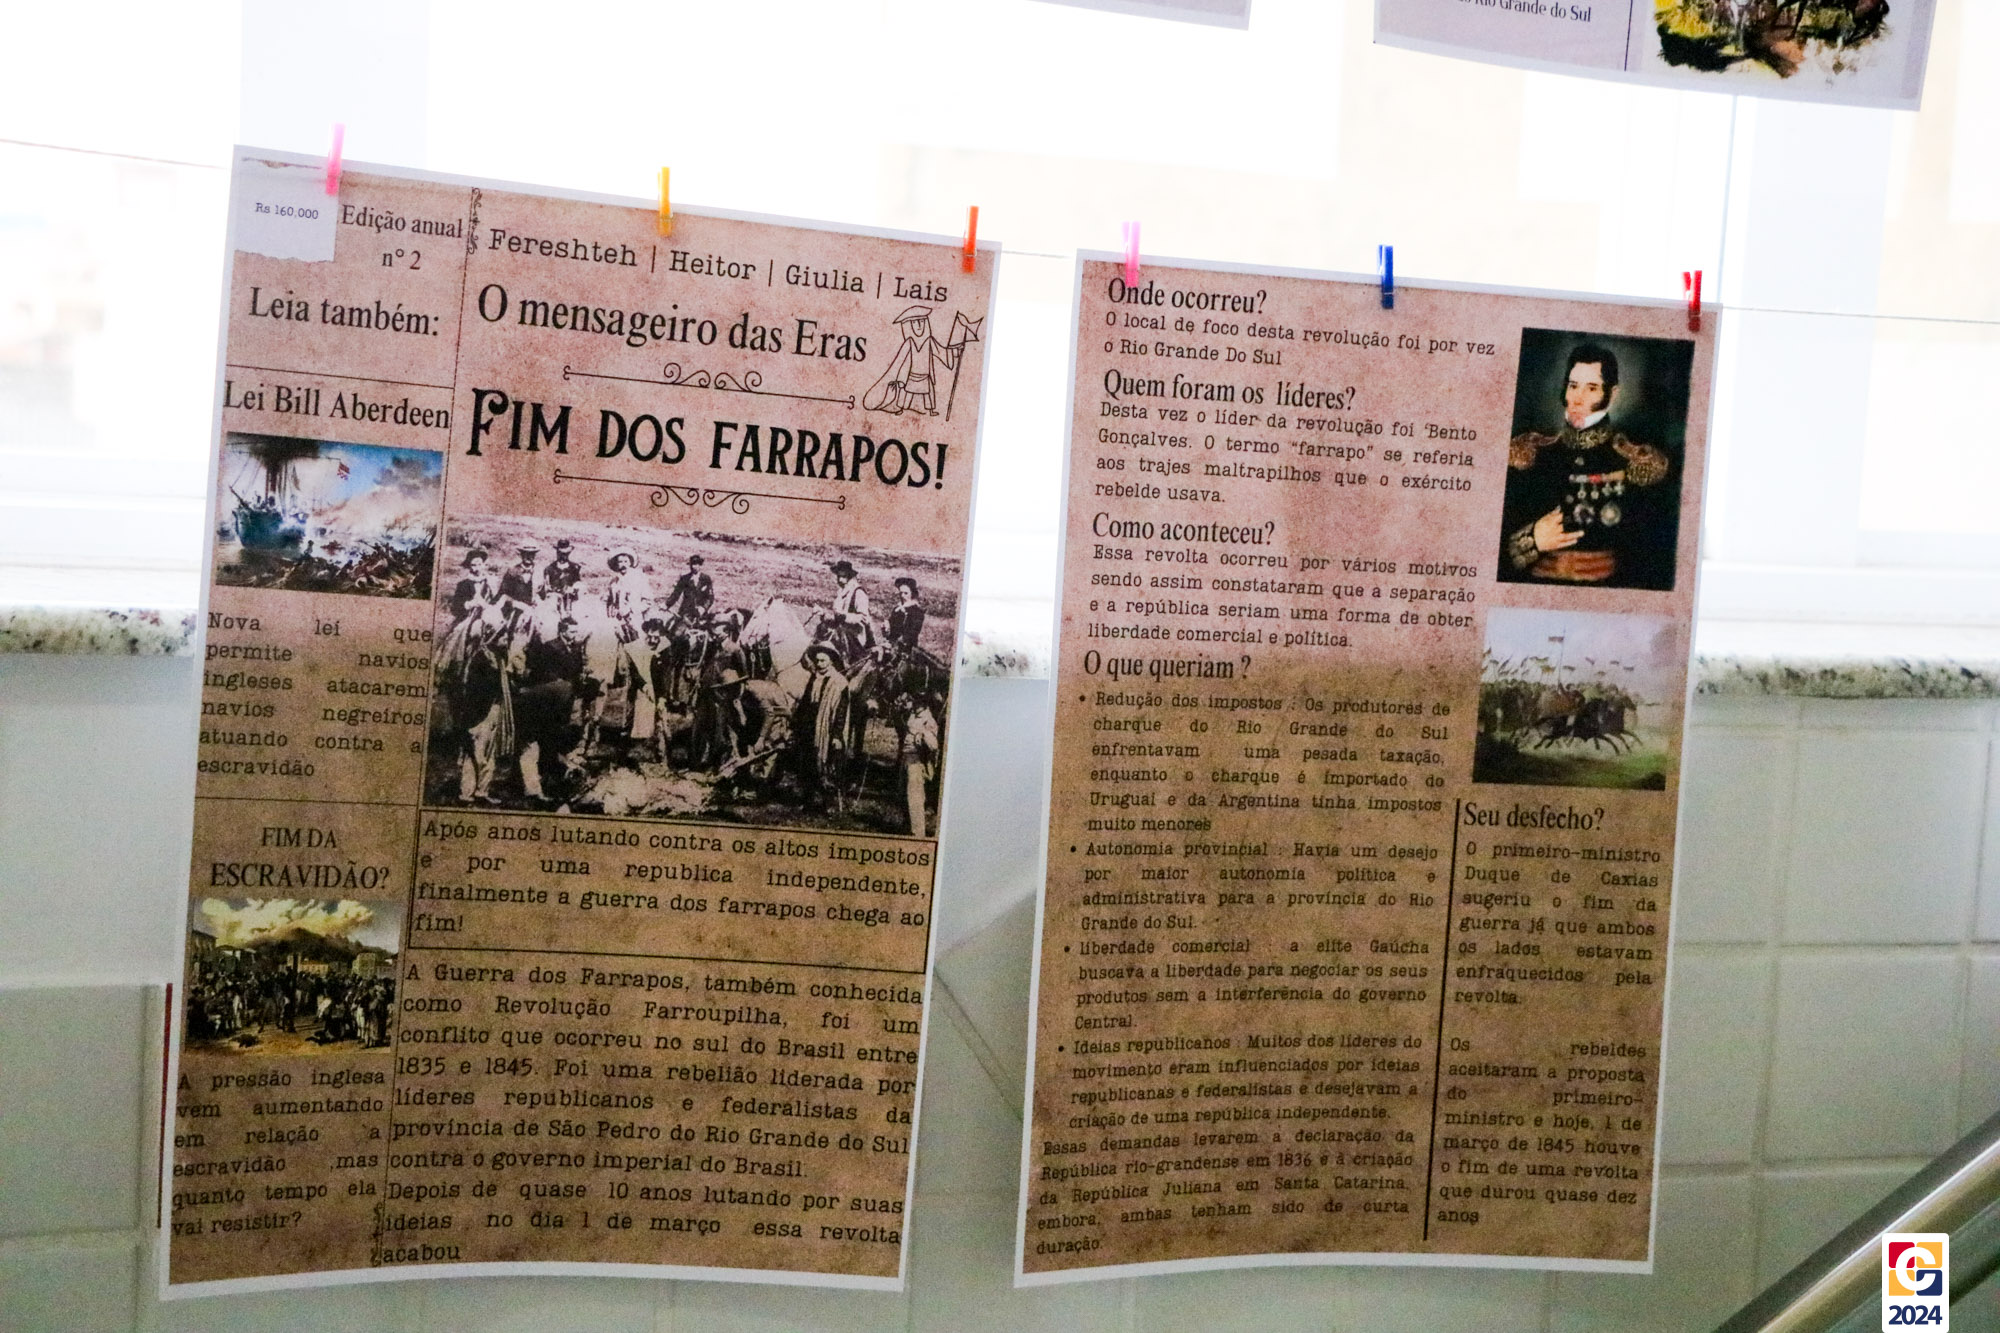 Rio Grande do Sul
Rs 160,000
Edição anual
n° 2
Leia também:
Lei Bill Aberdeen
Nova lei que
permite navios
ingleses atacarem
navios negreiros
atuando contra a
escravidão
FIM DA
ESCRAVIDÃO?
A pressão inglesa
vem aumentando
em relação a
escravidão ,mas
quanto tempo ela
vai resistir?
Fereshteh | Heitor | Giulia | Lais
O mensageiro das Eras
FIM DOS FARRAPOS!
Após anos lutando contra os altos impostos
e por uma republica independente,
finalmente a guerra dos farrapos chega ao
fim!
A Guerra dos Farrapos, também conhecida
como Revolução Farroupilha, foi um
conflito que ocorreu no sul do Brasil entre
1835 e 1845. Foi uma rebelião liderada por
líderes republicanos e federalistas da
província de São Pedro do Rio Grande do Sul
contra o governo imperial do Brasil.
Depois de quase 10 anos lutando por suas
ideias , no dia 1 de março essa revolta
acabou
Onde ocorreu?
O local de foco desta revolução foi por vez
o Rio Grande Do Sul
Quem foram os líderes?
Desta vez o líder da revolução foi 'Bento
Gonçalves. O termo "farrapo" se referia
aos trajes maltrapilhos que o exército
rebelde usava.
Como aconteceu?
Essa revolta ocorreu por vários motivos
sendo assim constataram que a separação
e a república seriam uma forma de obter
liberdade comercial e política.
O que queriam ?
• Redução dos impostos : Os produtores de
charque do Rio Grande do Sul
enfrentavam uma pesada taxação,
enquanto o charque é importado do
Uruguai e da Argentina tinha impostos
muito menores
• Autonomia provincial : Havia um desejo
por maior autonomia política e
administrativa para a província do Rio
Grande do Sul.
• liberdade comercial : a elite Gaúcha
buscava a liberdade para negociar os seus
produtos sem a interferência do governo
Central.
• Ideias republicanos : Muitos dos líderes do
movimento eram influenciados por ideias
republicanas e federalistas e desejavam a
criação de uma república independente.
Essas demandas levarem a declaração da
República rio-grandense em 1836 e à criação
da República Juliana em Santa Catarina,
embora, ambas tenham sido de curta
duração.
Seu desfecho?
O primeiro-ministro
Duque de Caxias
sugeriu o fim da
guerra já que ambos
os lados estavam
enfraquecidos pela
revolta.
Os rebeldes
aceitaram a proposta
do primeiro-
ministro e hoje, 1 de
março de 1845 houve
o fim de uma revolta
que durou quase dez
anos
2024